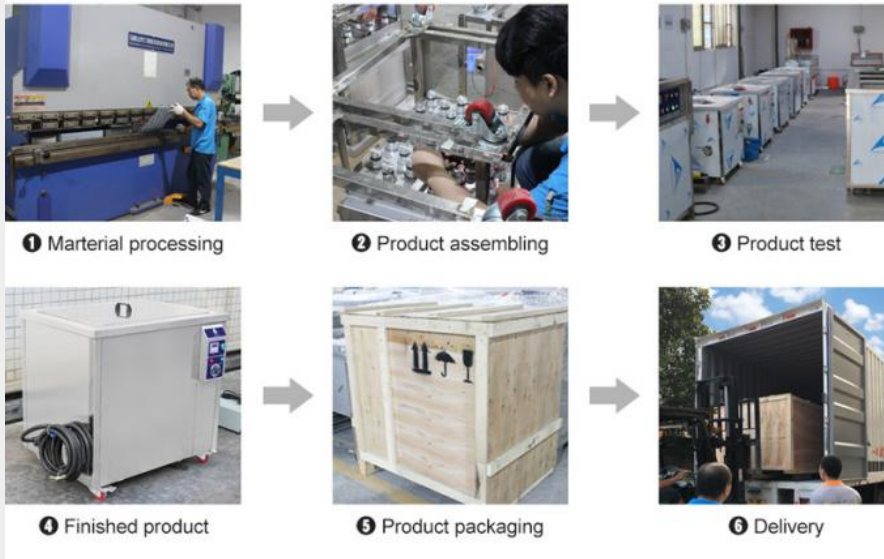 ❶ Marterial processing
❷ Product assembling
❸ Product test
❹ Finished product
❺ Product packaging
❻ Delivery